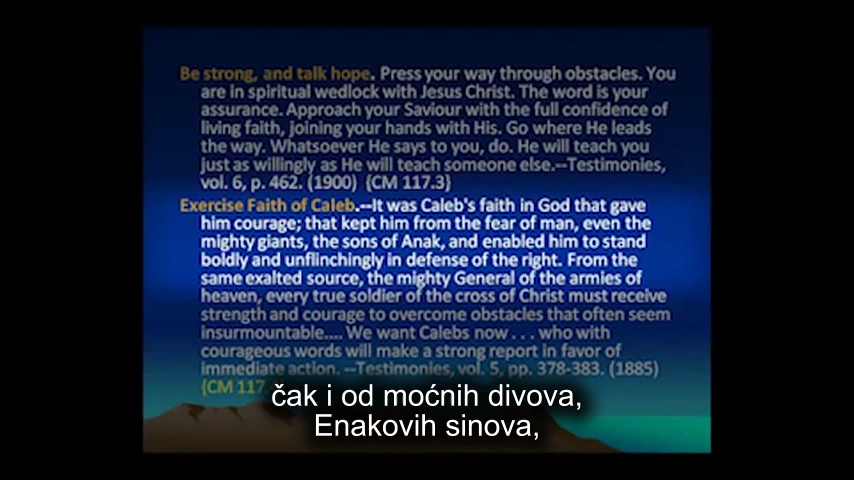 Be strong, and talk hope. Press your way through obstacles. You
are in spiritual wedlock with Jesus Christ. The word is your
assurance. Approach your Saviour with the full confidence of
living faith, joining your hands with His. Go where He leads
the way. Whatsoever He says to you, do. He will teach you
just as willingly as He will teach someone else.--Testimonies,
vol. 6, p. 462. (1900) {CM 117.3}
Exercise Faith of Caleb.--It was Caleb's faith in God that gave
him courage; that kept him from the fear of man, even the
mighty giants, the sons of Anak, and enabled him to stand
boldly and unflinchingly in defense of the right. From the
same exalted source, the mighty General of the armies of
heaven, every true soldier of the cross of Christ must receive
strength and courage to overcome obstacles that often seem
insurmountable.... We want Calebs now . . . who with
courageous words will make a strong report in favor of
immediate action. --Testimonies, vol. 5, pp. 378-383. (1885)
{CM 117.
čak i od moćnih divova,
Enakovih sinova,